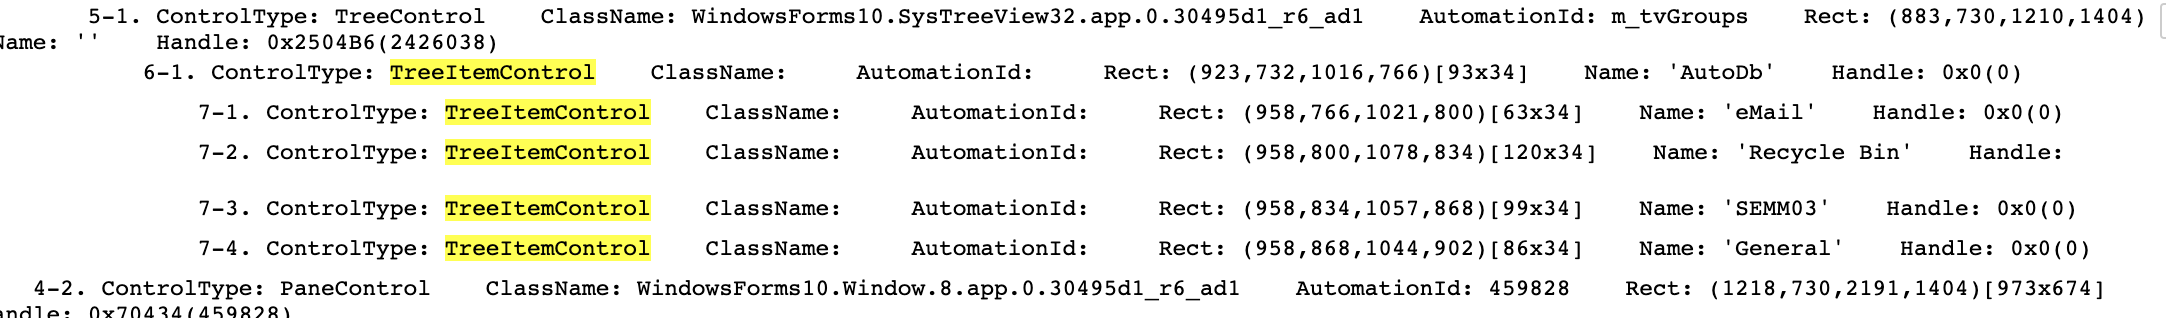 5-1. ControlType: TreeControl    ClassName: WindowsForms10.SysTreeView32.app.0.30495d1_r6_ad1    AutomationId: m_tvGroups    Rect: (883,730,1210,1404)
Name: ''    Handle: 0x2504B6(2426038)
6-1. ControlType: TreeItemControl    ClassName:     AutomationId:     Rect: (923,732,1016,766)[93x34]    Name: 'AutoDb'    Handle: 0x0(0)
7-1. ControlType: TreeItemControl    ClassName:     AutomationId:     Rect: (958,766,1021,800)[63x34]    Name: 'eMail'    Handle: 0x0(0)
7-2. ControlType: TreeItemControl    ClassName:     AutomationId:     Rect: (958,800,1078,834)[120x34]    Name: 'Recycle Bin'    Handle:
7-3. ControlType: TreeItemControl    ClassName:     AutomationId:     Rect: (958,834,1057,868)[99x34]    Name: 'SEMM03'    Handle: 0x0(0)
7-4. ControlType: TreeItemControl    ClassName:     AutomationId:     Rect: (958,868,1044,902)[86x34]    Name: 'General'    Handle: 0x0(0)
4-2. ControlType: PaneControl    ClassName: WindowsForms10.Window.8.app.0.30495d1_r6_ad1    AutomationId: 459828    Rect: (1218,730,2191,1404)[973x674]
andle: 0x70434(459828)